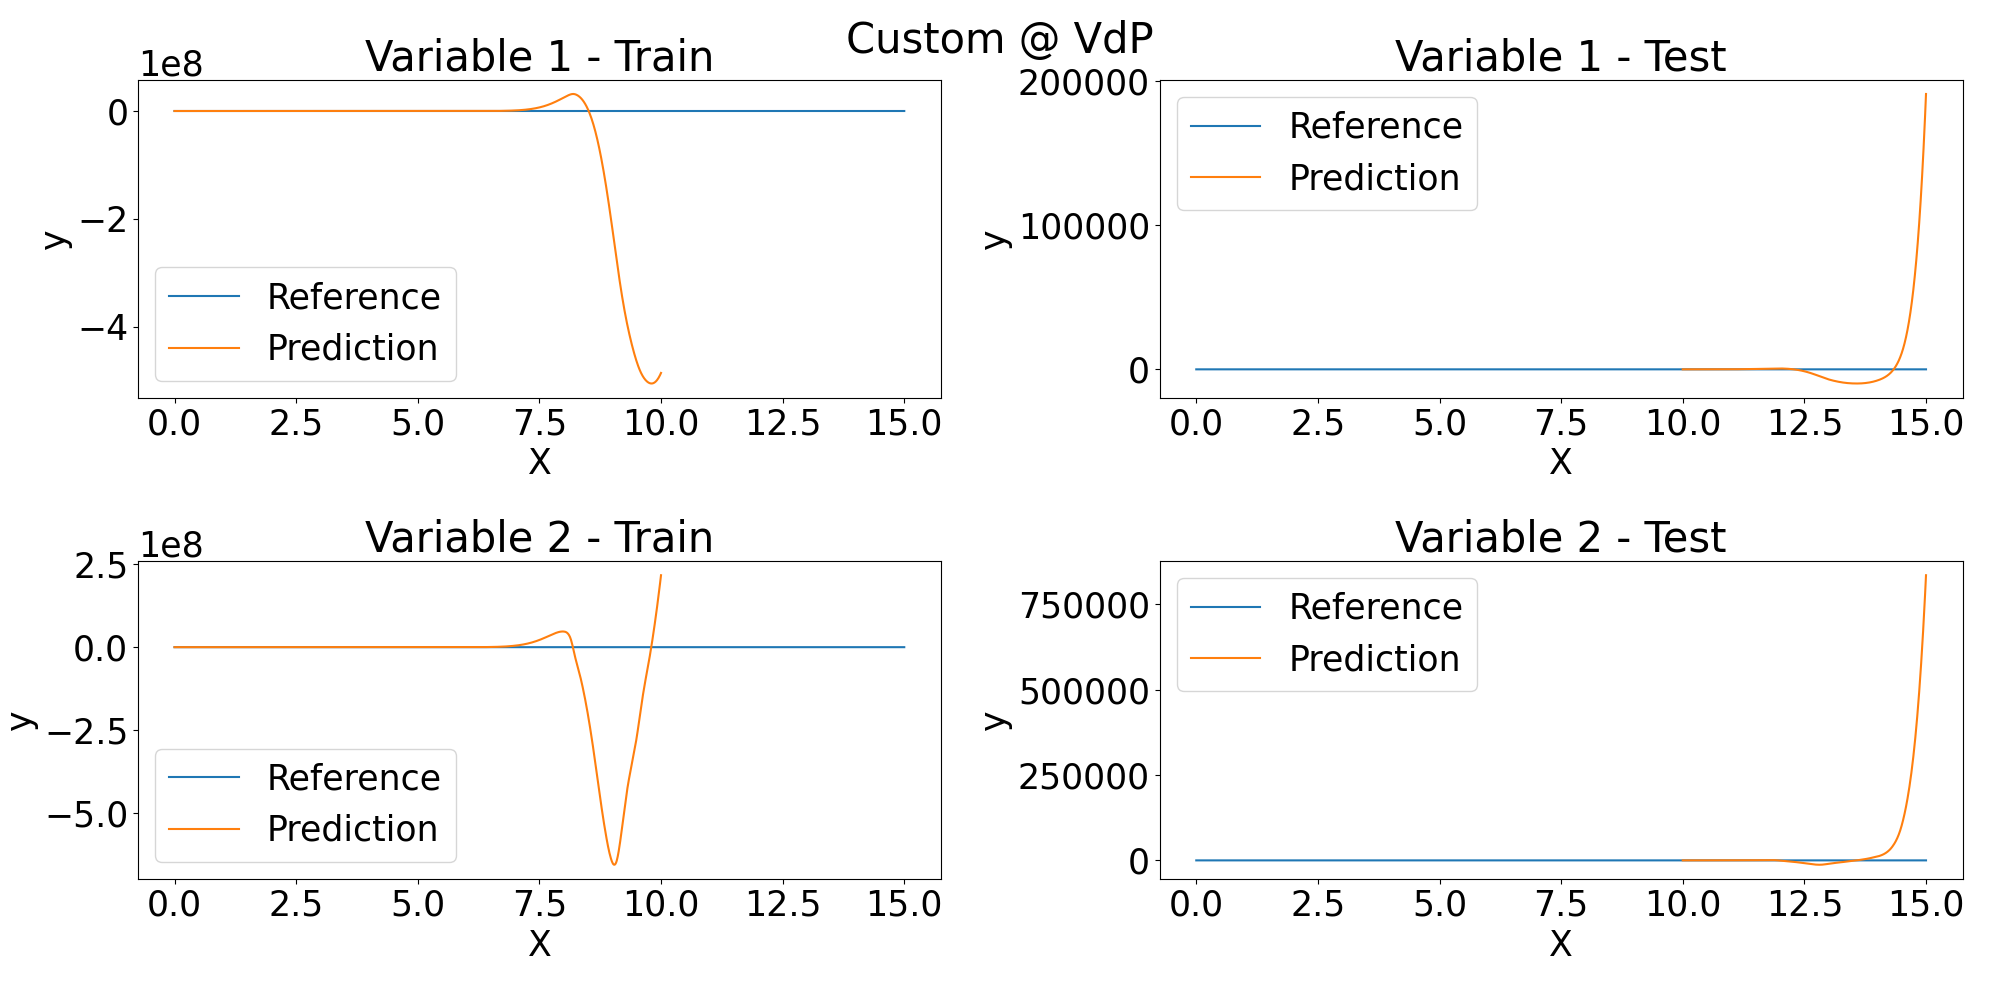 Custom @ VdP
Variable 1 - Train
1e8
0
−2
−4
y
Reference
Prediction
0.0 2.5 5.0 7.5 10.0 12.5 15.0
X
Variable 1 - Test
200000
100000
0
y
Reference
Prediction
0.0 2.5 5.0 7.5 10.0 12.5 15.0
X
Variable 2 - Train
1e8
2.5
0.0
−2.5
−5.0
y
Reference
Prediction
0.0 2.5 5.0 7.5 10.0 12.5 15.0
X
Variable 2 - Test
750000
500000
250000
0
y
Reference
Prediction
0.0 2.5 5.0 7.5 10.0 12.5 15.0
X